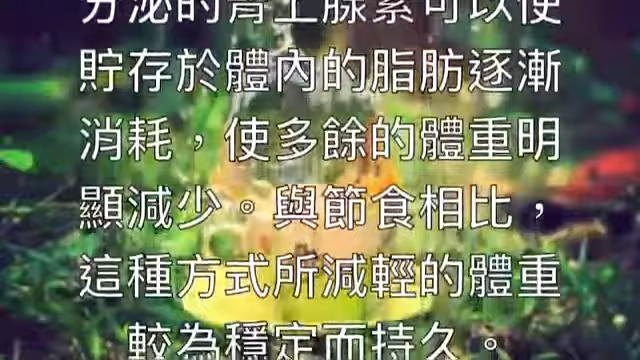 分泌的腎上腺素可以使
貯存於體內的脂肪逐漸
消耗，使多餘的體重明
顯減少。與節食相比，
這種方式所減輕的體重
較為穩定而持久。